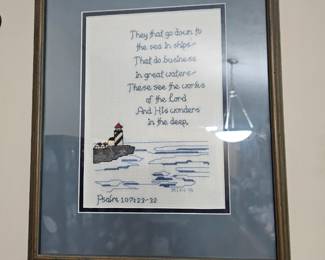 They that go down to
the sea in ships
That do business
in great waters
These see the works
of the Lord
And His wonders
in the deep.
Psalm 107:23-32